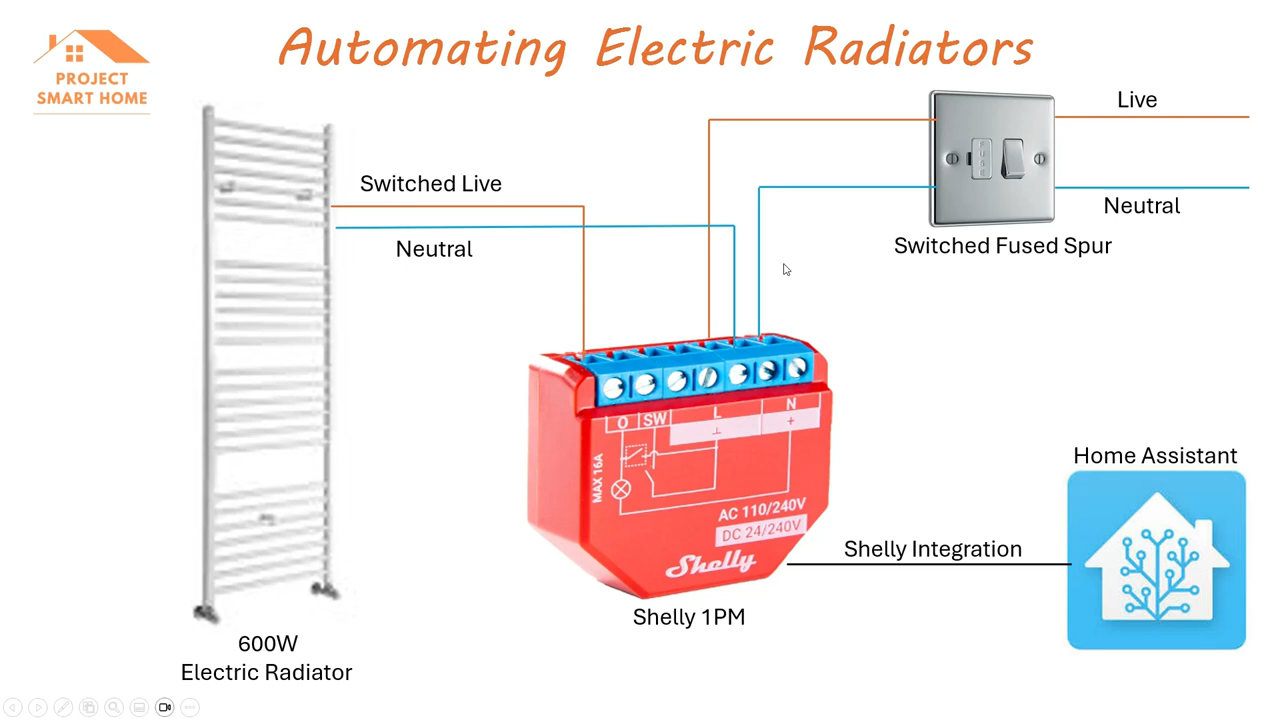 Automating Electric Radiators
PROJECT
SMART HOME
Live
Switched Live
Neutral
Neutral
Switched Fused Spur
O SW L N
⊥ +
MAX 16A
AC 110/240V
DC 24/240V
Shelly
Home Assistant
Shelly Integration
Shelly 1PM
600W
Electric Radiator